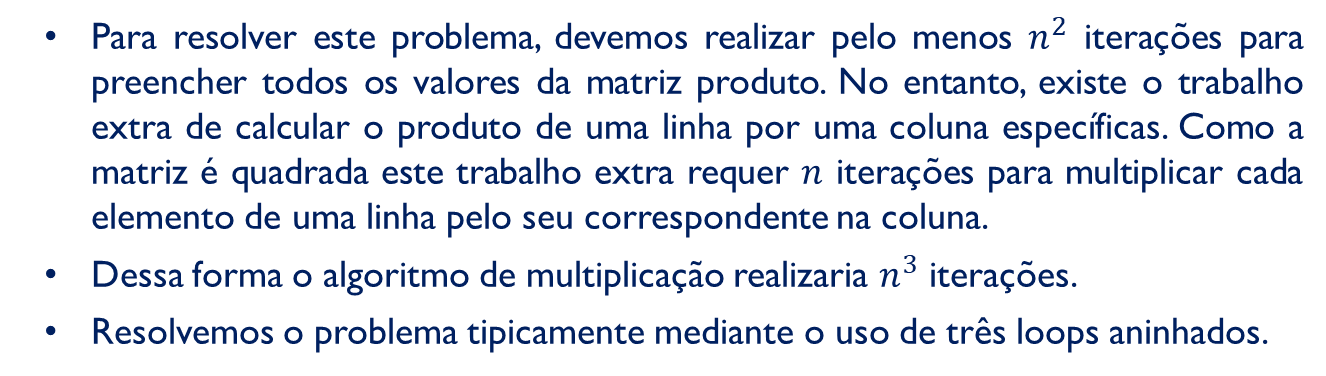 • Para resolver este problema, devemos realizar pelo menos n² iterações para
preencher todos os valores da matriz produto. No entanto, existe o trabalho
extra de calcular o produto de uma linha por uma coluna específicas. Como a
matriz é quadrada este trabalho extra requer n iterações para multiplicar cada
elemento de uma linha pelo seu correspondente na coluna.
• Dessa forma o algoritmo de multiplicação realizaria n³ iterações.
• Resolvemos o problema tipicamente mediante o uso de três loops aninhados.